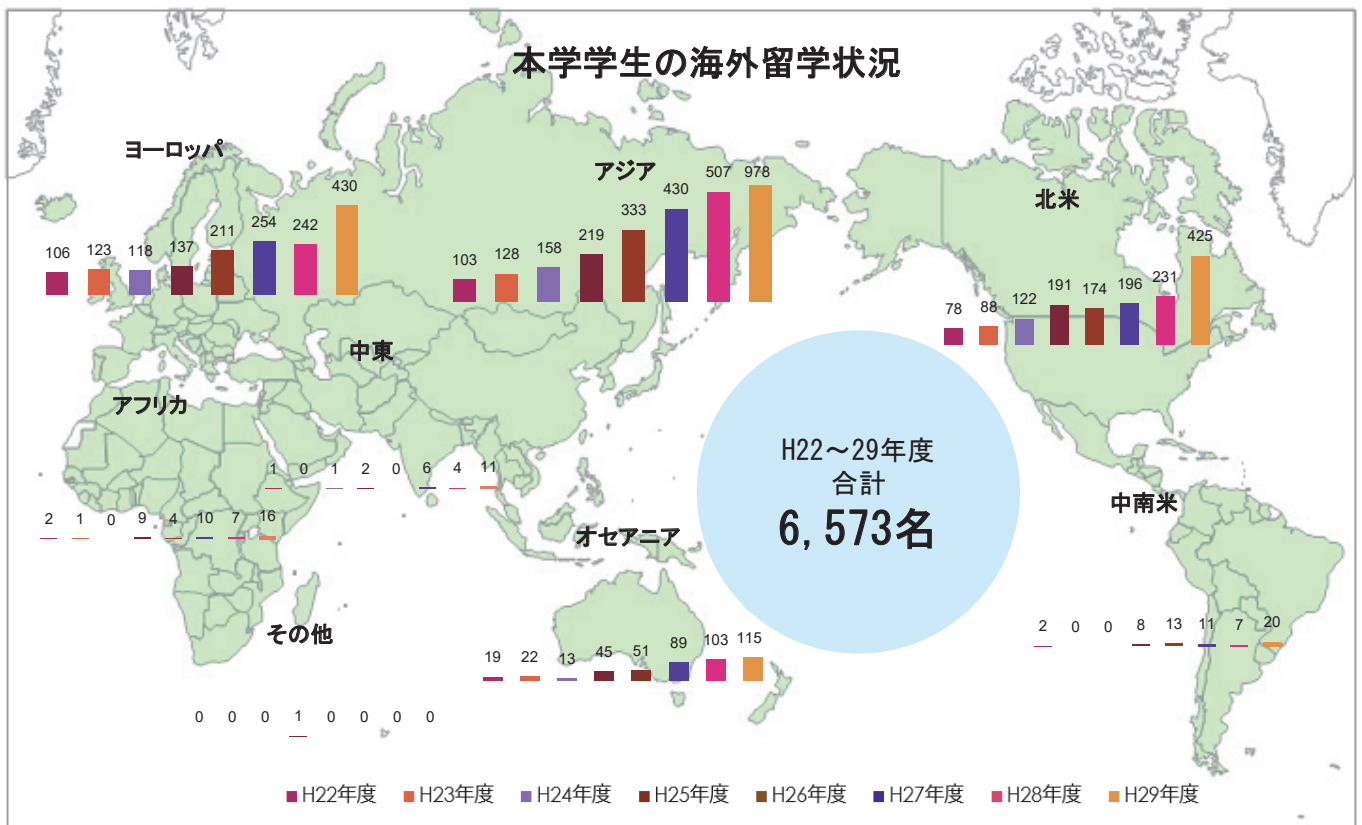 本学学生の海外留学状況
ヨーロッパ
106 123 118 137 211 254 242 430
アジア
103 128 158 219 333 430 507 978
北米
78 88 122 191 174 196 231 425
中東
1 0 1 2 0 6 4 11
アフリカ
2 1 0 9 4 10 7 16
H22～29年度
合計
6,573名
オセアニア
19 22 13 45 51 89 103 115
中南米
2 0 0 8 13 11 7 20
その他
0 0 0 1 0 0 0 0
H22年度 H23年度 H24年度 H25年度 H26年度 H27年度 H28年度 H29年度